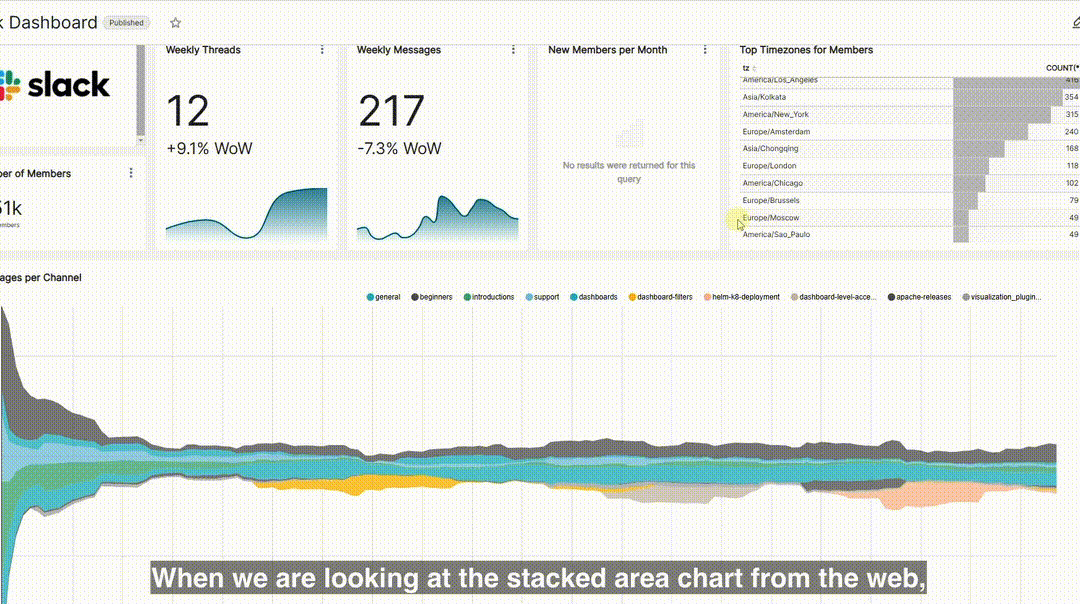 k Dashboard
Published
slack
Weekly Threads
12
+9.1% WoW
Weekly Messages
217
-7.3% WoW
New Members per Month
No results were returned for this
query
Top Timezones for Members
tz
COUNT(*
America/Los_Angeles 416
Asia/Kolkata 354
America/New_York 315
Europe/Amsterdam 240
Asia/Chongqing 168
Europe/London 118
America/Chicago 102
Europe/Brussels 79
Europe/Moscow 49
America/Sao_Paulo 49
ber of Members
51k
mbers
ages per Channel
general beginners introductions support dashboards dashboard-filters helm-k8-deployment dashboard-level-acce... apache-releases visualization_plugin...
When we are looking at the stacked area chart from the web,